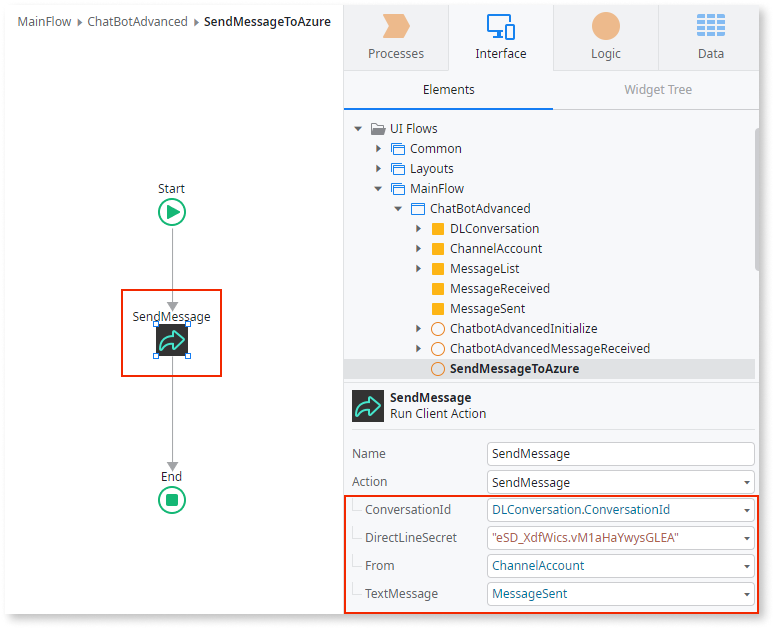 MainFlow ▸ ChatBotAdvanced ▸ SendMessageToAzure
Start
SendMessage
End
Processes
Interface
Logic
Data
Elements
Widget Tree
UI Flows
Common
Layouts
MainFlow
ChatBotAdvanced
DLConversation
ChannelAccount
MessageList
MessageReceived
MessageSent
ChatbotAdvancedInitialize
ChatbotAdvancedMessageReceived
SendMessageToAzure
SendMessage
Run Client Action
Name SendMessage
Action SendMessage
ConversationId DLConversation.ConversationId
DirectLineSecret "eSD_XdfWics.vM1aHaYwysGLEA"
From ChannelAccount
TextMessage MessageSent